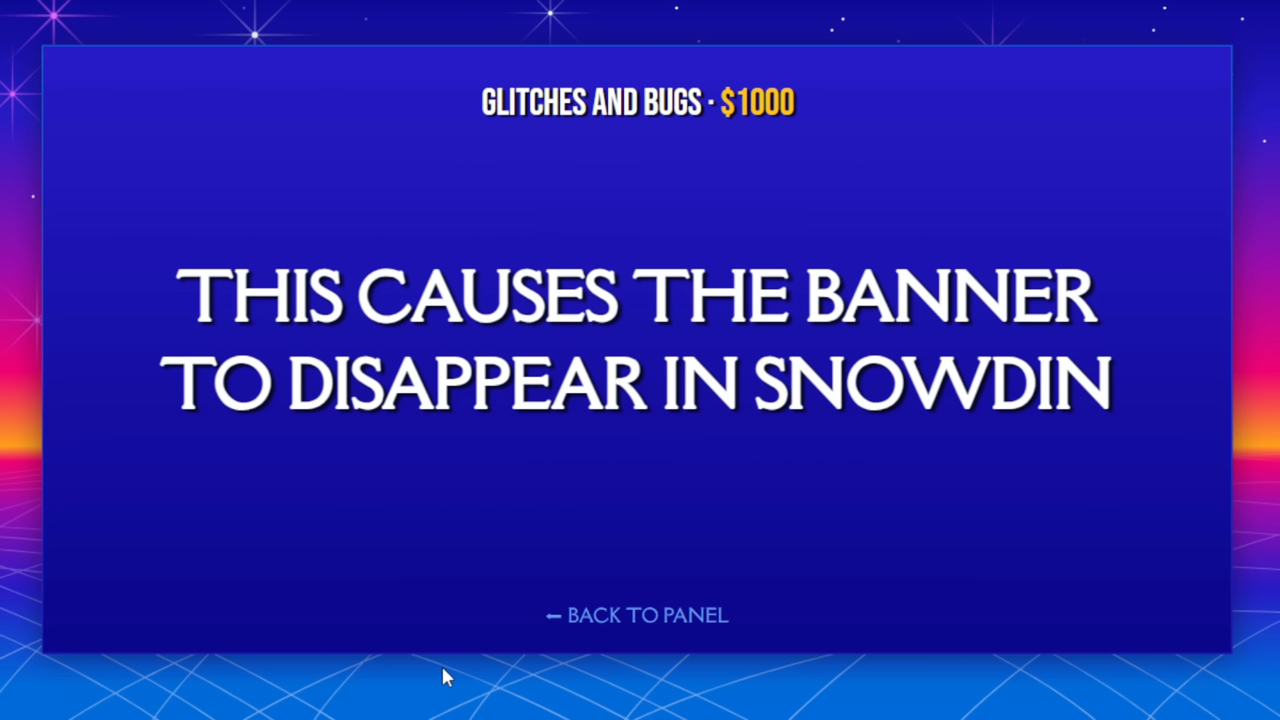 GLITCHES AND BUGS · $1000
THIS CAUSES THE BANNER
TO DISAPPEAR IN SNOWDIN
← BACK TO PANEL